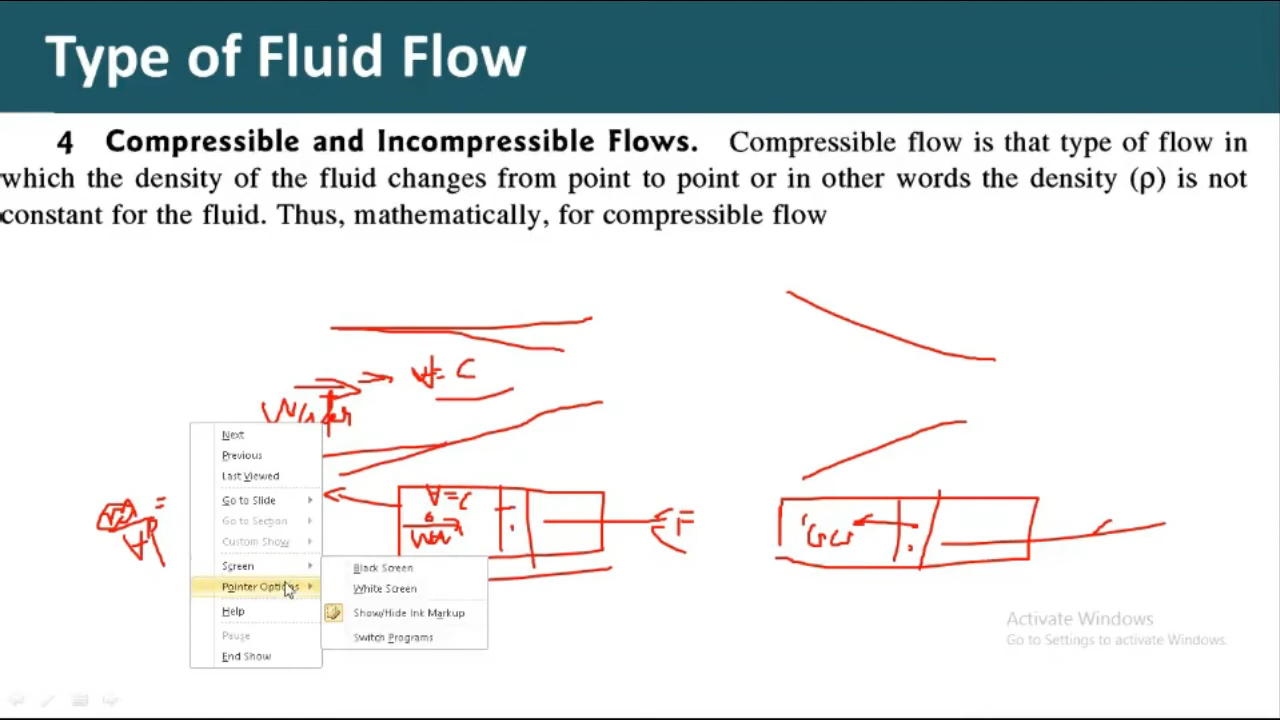 Type of Fluid Flow
4 Compressible and Incompressible Flows. Compressible flow is that type of flow in
which the density of the fluid changes from point to point or in other words the density (ρ) is not
constant for the fluid. Thus, mathematically, for compressible flow
∀= C
Water
Next
Previous
Last Viewed
Go to Slide
Go to Section
Custom Show
Screen
Pointer Options
Help
Pause
End Show
Black Screen
White Screen
Show/Hide Ink Markup
Switch Programs
∀=C
F
Activate Windows
Go to Settings to activate Windows.